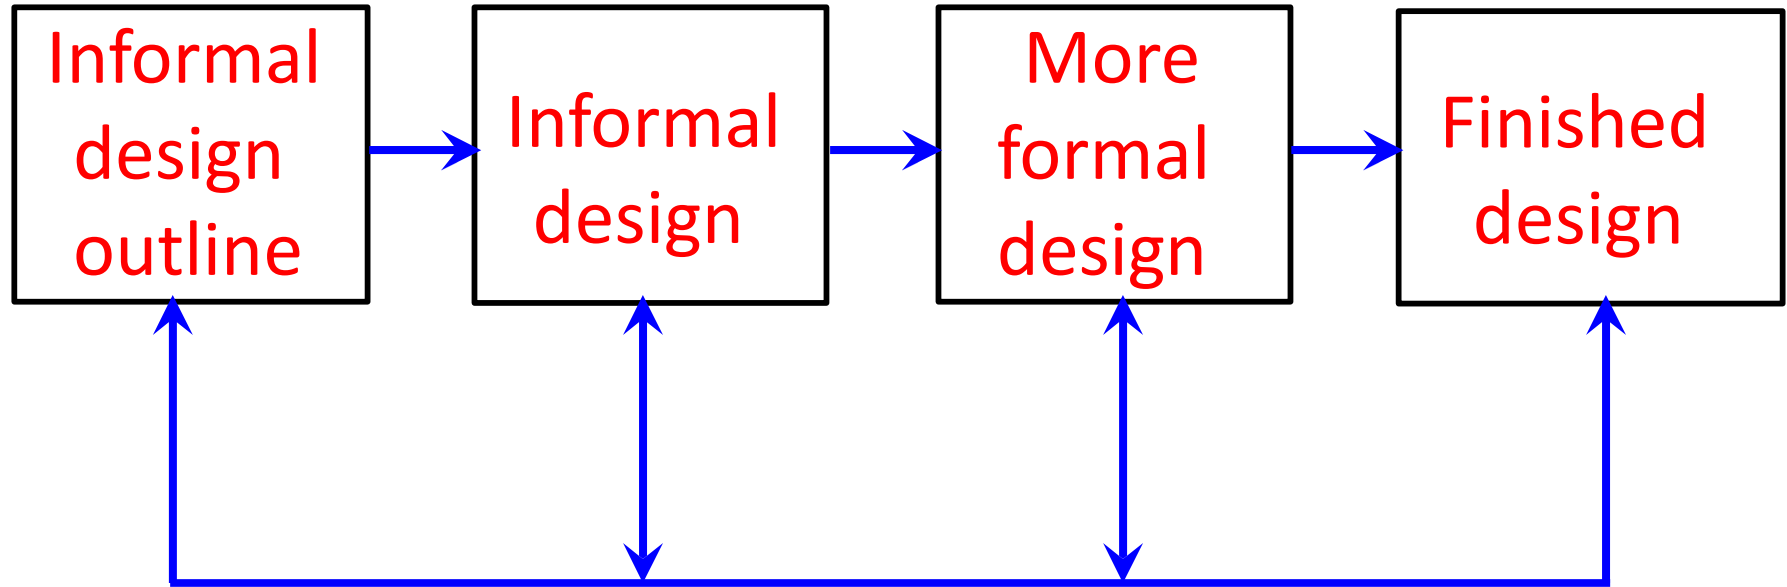 Informal
design
outline
Informal
design
More
formal
design
Finished
design